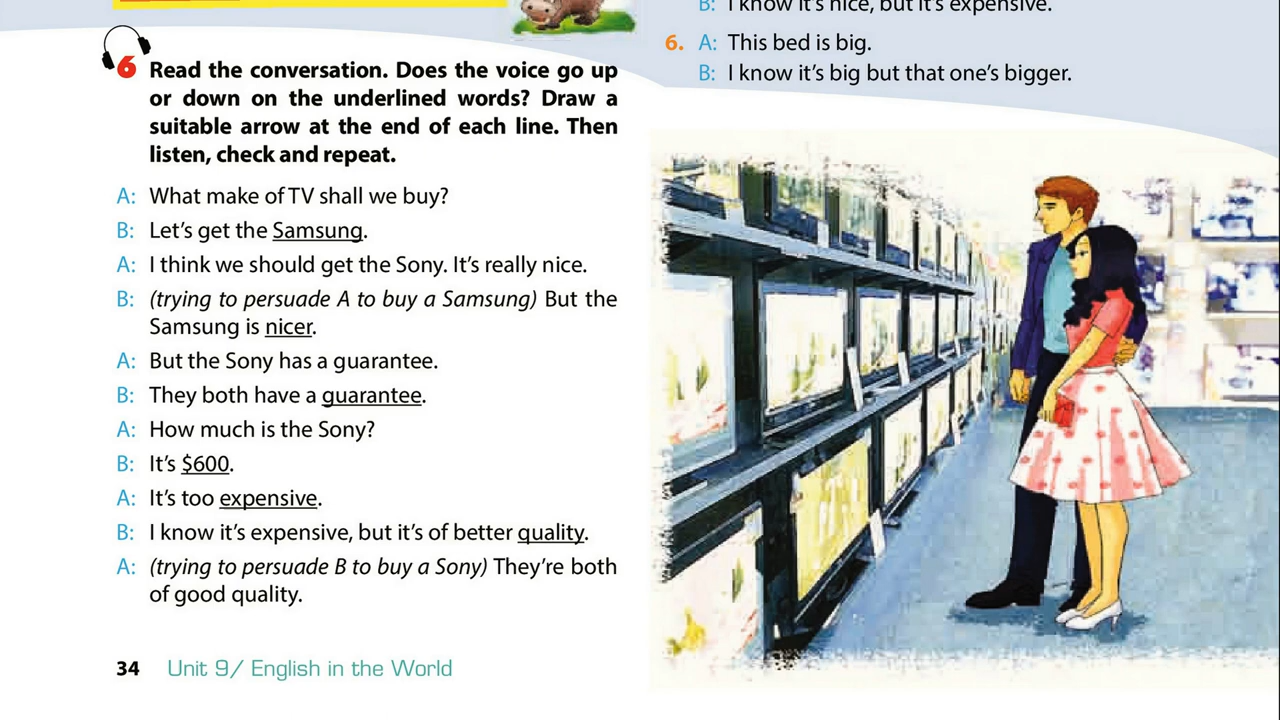 6 Read the conversation. Does the voice go up
or down on the underlined words? Draw a
suitable arrow at the end of each line. Then
listen, check and repeat.
A: What make of TV shall we buy?
B: Let's get the Samsung.
A: I think we should get the Sony. It's really nice.
B: (trying to persuade A to buy a Samsung) But the
Samsung is nicer.
A: But the Sony has a guarantee.
B: They both have a guarantee.
A: How much is the Sony?
B: It's $600.
A: It's too expensive.
B: I know it's expensive, but it's of better quality.
A: (trying to persuade B to buy a Sony) They're both
of good quality.
34 Unit 9/ English in the World
B: I know it's nice, but it's expensive.
6. A: This bed is big.
B: I know it's big but that one's bigger.